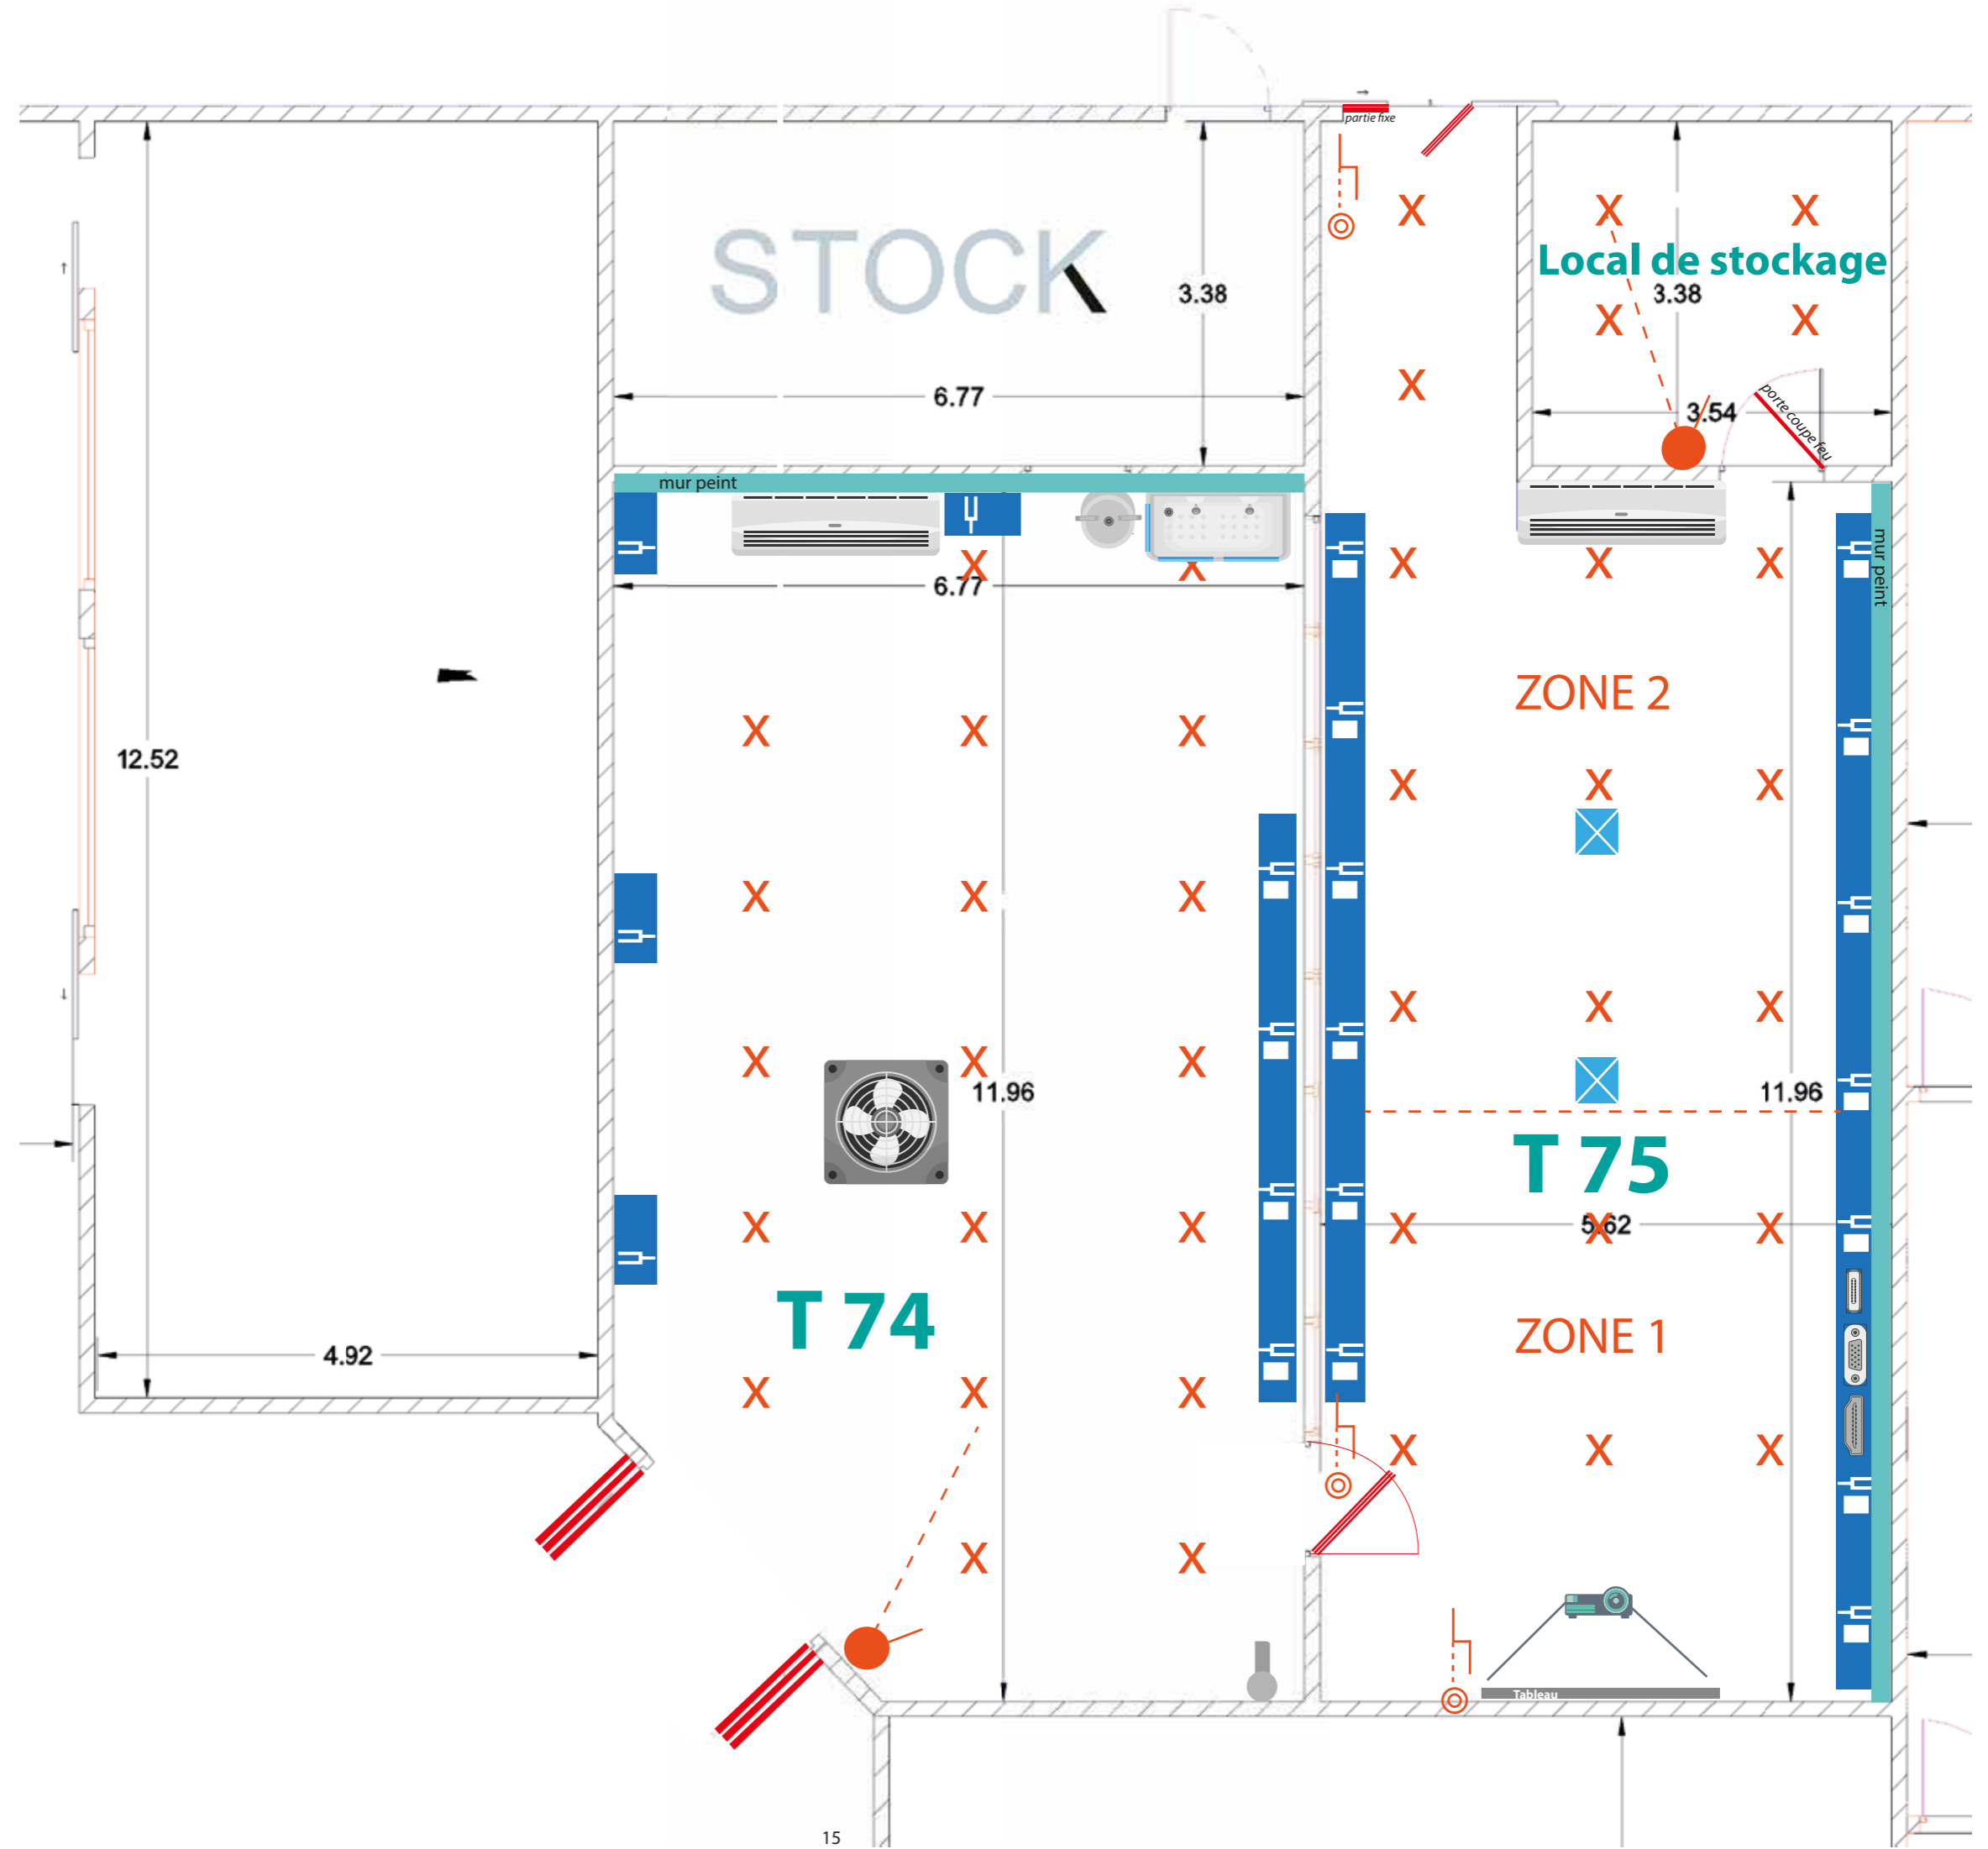 partie fixe
STOCK
Local de stockage
3.38
3.38
6.77
3.54
porte coupe feu
mur peint
mur peint
6.77
X X X X X
X X X X X X
X X X X X X
X X X X X X
X X X X X X
X X X X X X
X X X X X X
X X
ZONE 2
12.52
11.96
11.96
T 75
5.62
T 74
ZONE 1
4.92
Tableau
15